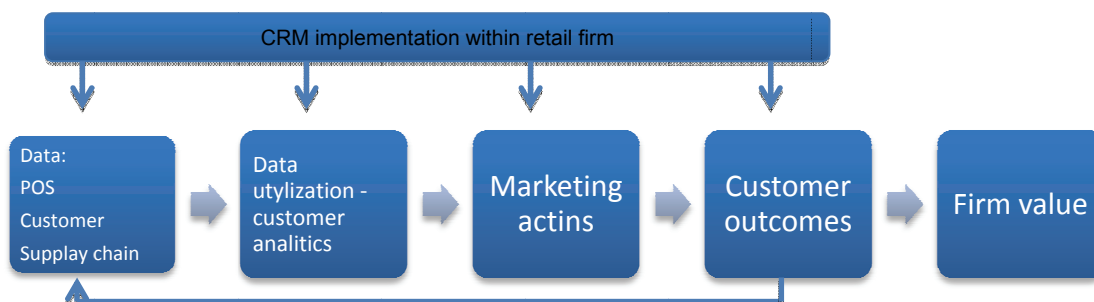 CRM implementation within retail firm
Data:
POS
Customer
Supplay chain
Data
utylization -
customer
analitics
Marketing
actins
Customer
outcomes
Firm value